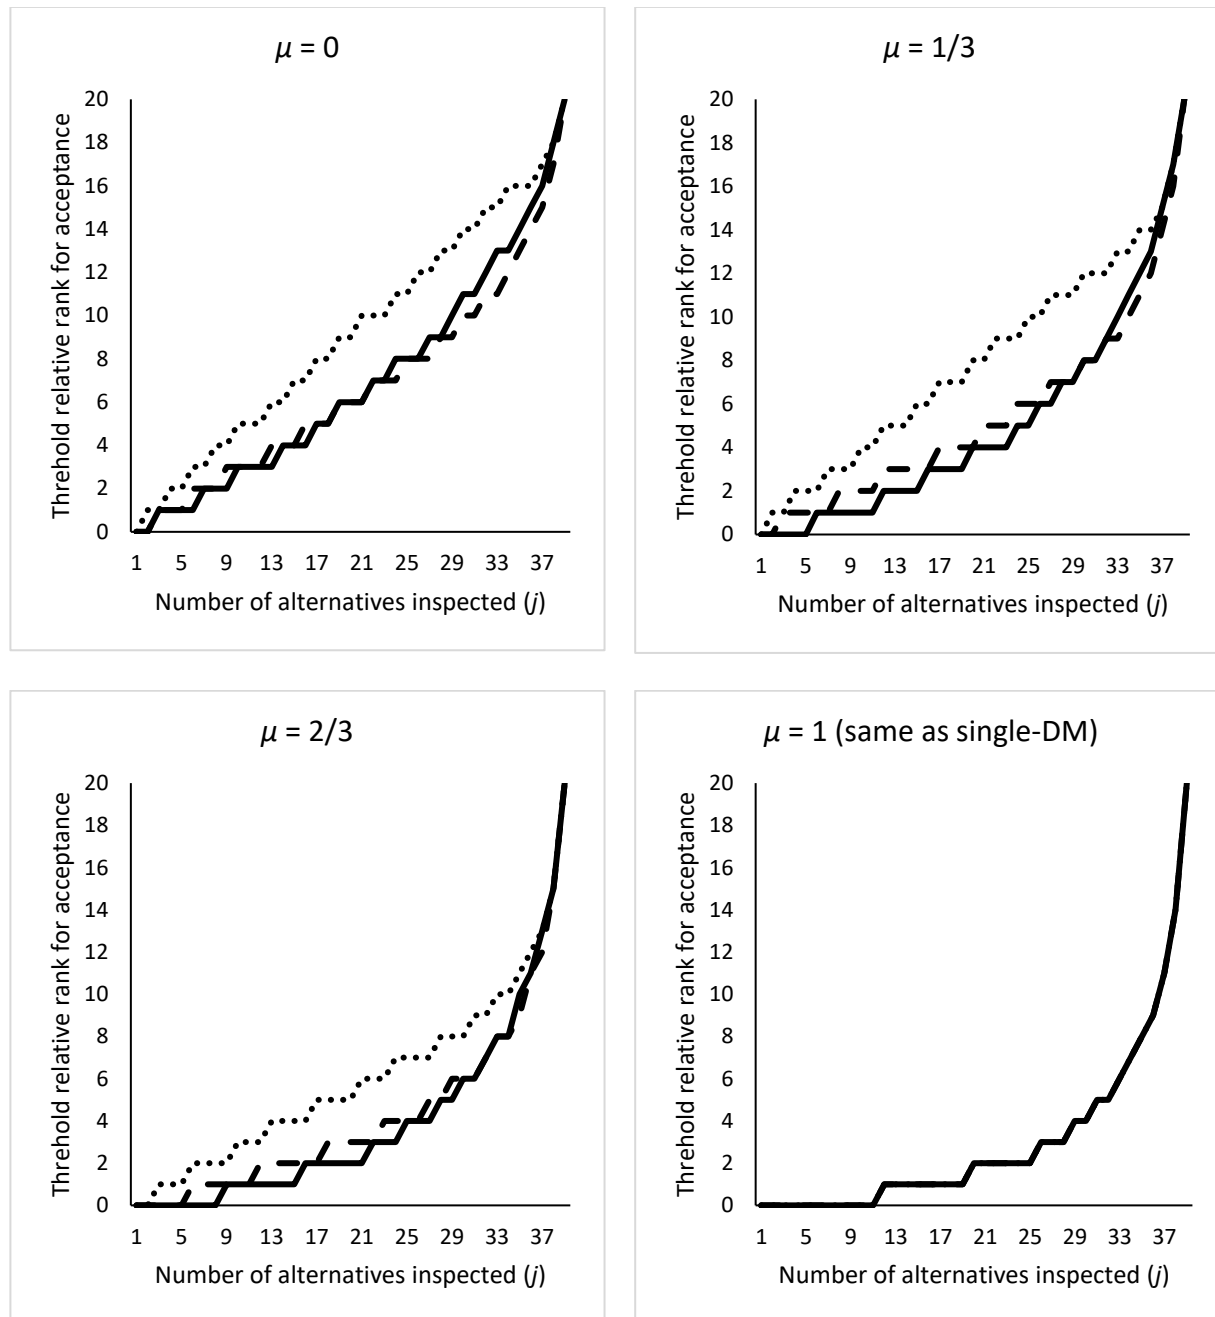 μ = 0
Threhold relative rank for acceptance
20
18
16
14
12
10
8
6
4
2
0
1 5 9 13 17 21 25 29 33 37
Number of alternatives inspected (j)
μ = 1/3
Threhold relative rank for acceptance
20
18
16
14
12
10
8
6
4
2
0
1 5 9 13 17 21 25 29 33 37
Number of alternatives inspected (j)
μ = 2/3
Threhold relative rank for acceptance
20
18
16
14
12
10
8
6
4
2
0
1 5 9 13 17 21 25 29 33 37
Number of alternatives inspected (j)
μ = 1 (same as single-DM)
Threhold relative rank for acceptance
20
18
16
14
12
10
8
6
4
2
0
1 5 9 13 17 21 25 29 33 37
Number of alternatives inspected (j)